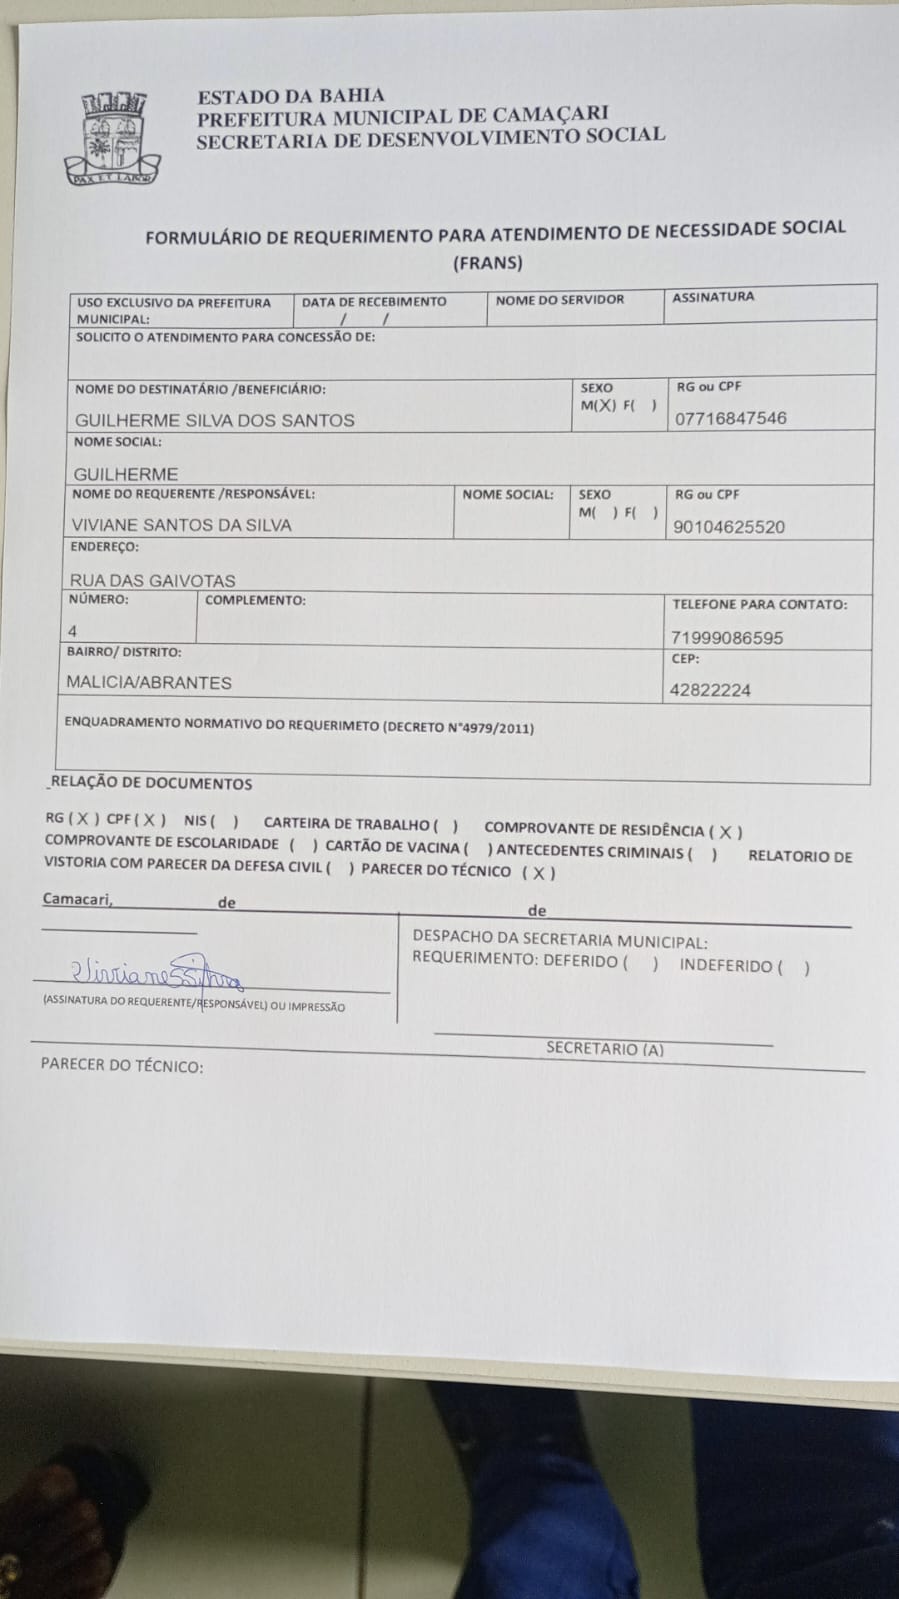 PAX ET LABOR
ESTADO DA BAHIA
PREFEITURA MUNICIPAL DE CAMAÇARI
SECRETARIA DE DESENVOLVIMENTO SOCIAL
FORMULÁRIO DE REQUERIMENTO PARA ATENDIMENTO DE NECESSIDADE SOCIAL
(FRANS)
USO EXCLUSIVO DA PREFEITURA MUNICIPAL: DATA DE RECEBIMENTO / / NOME DO SERVIDOR ASSINATURA
SOLICITO O ATENDIMENTO PARA CONCESSÃO DE:
NOME DO DESTINATÁRIO /BENEFICIÁRIO: SEXO RG ou CPF
GUILHERME SILVA DOS SANTOS M(X) F( ) 07716847546
NOME SOCIAL:
GUILHERME
NOME DO REQUERENTE /RESPONSÁVEL: NOME SOCIAL: SEXO RG ou CPF
VIVIANE SANTOS DA SILVA M( ) F( ) 90104625520
ENDEREÇO:
RUA DAS GAIVOTAS
NÚMERO: COMPLEMENTO: TELEFONE PARA CONTATO:
4 71999086595
BAIRRO/ DISTRITO: CEP:
MALICIA/ABRANTES 42822224
ENQUADRAMENTO NORMATIVO DO REQUERIMETO (DECRETO N°4979/2011)
RELAÇÃO DE DOCUMENTOS
RG ( X ) CPF ( X ) NIS ( ) CARTEIRA DE TRABALHO ( ) COMPROVANTE DE RESIDÊNCIA ( X )
COMPROVANTE DE ESCOLARIDADE ( ) CARTÃO DE VACINA ( ) ANTECEDENTES CRIMINAIS ( ) RELATORIO DE
VISTORIA COM PARECER DA DEFESA CIVIL ( ) PARECER DO TÉCNICO ( X )
Camacari, de de
DESPACHO DA SECRETARIA MUNICIPAL:
REQUERIMENTO: DEFERIDO ( ) INDEFERIDO ( )
Viviane S Silva
(ASSINATURA DO REQUERENTE/RESPONSÁVEL) OU IMPRESSÃO
SECRETARIO (A)
PARECER DO TÉCNICO: